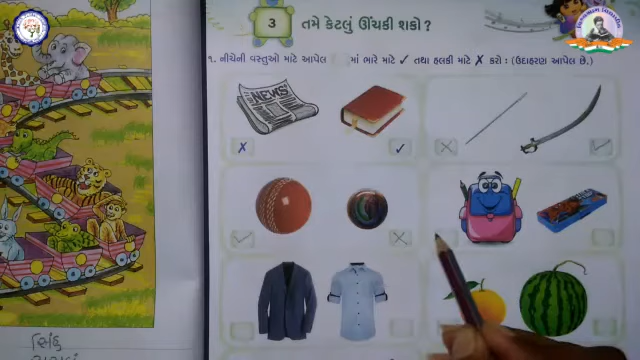 3 તમે કેટલું ઊંચકી શકો ?
૧. નીચેની વસ્તુઓ માટે આપેલ માં ભારે માટે ✓ તથા હલકી માટે ✗ કરો : (ઉદાહરણ આપેલ છે.)
NEWS
સિંહ